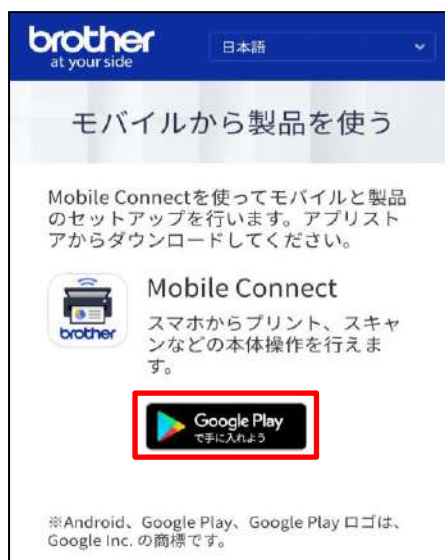 brother
at your side
日本語
モバイルから製品を使う
Mobile Connectを使ってモバイルと製品
のセットアップを行います。アプリスト
アからダウンロードしてください。
brother
Mobile Connect
スマホからプリント、スキャ
ンなどの本体操作を行えま
す。
Google Play
で手に入れよう
※Android、Google Play、Google Play ロゴは、
Google Inc. の商標です。